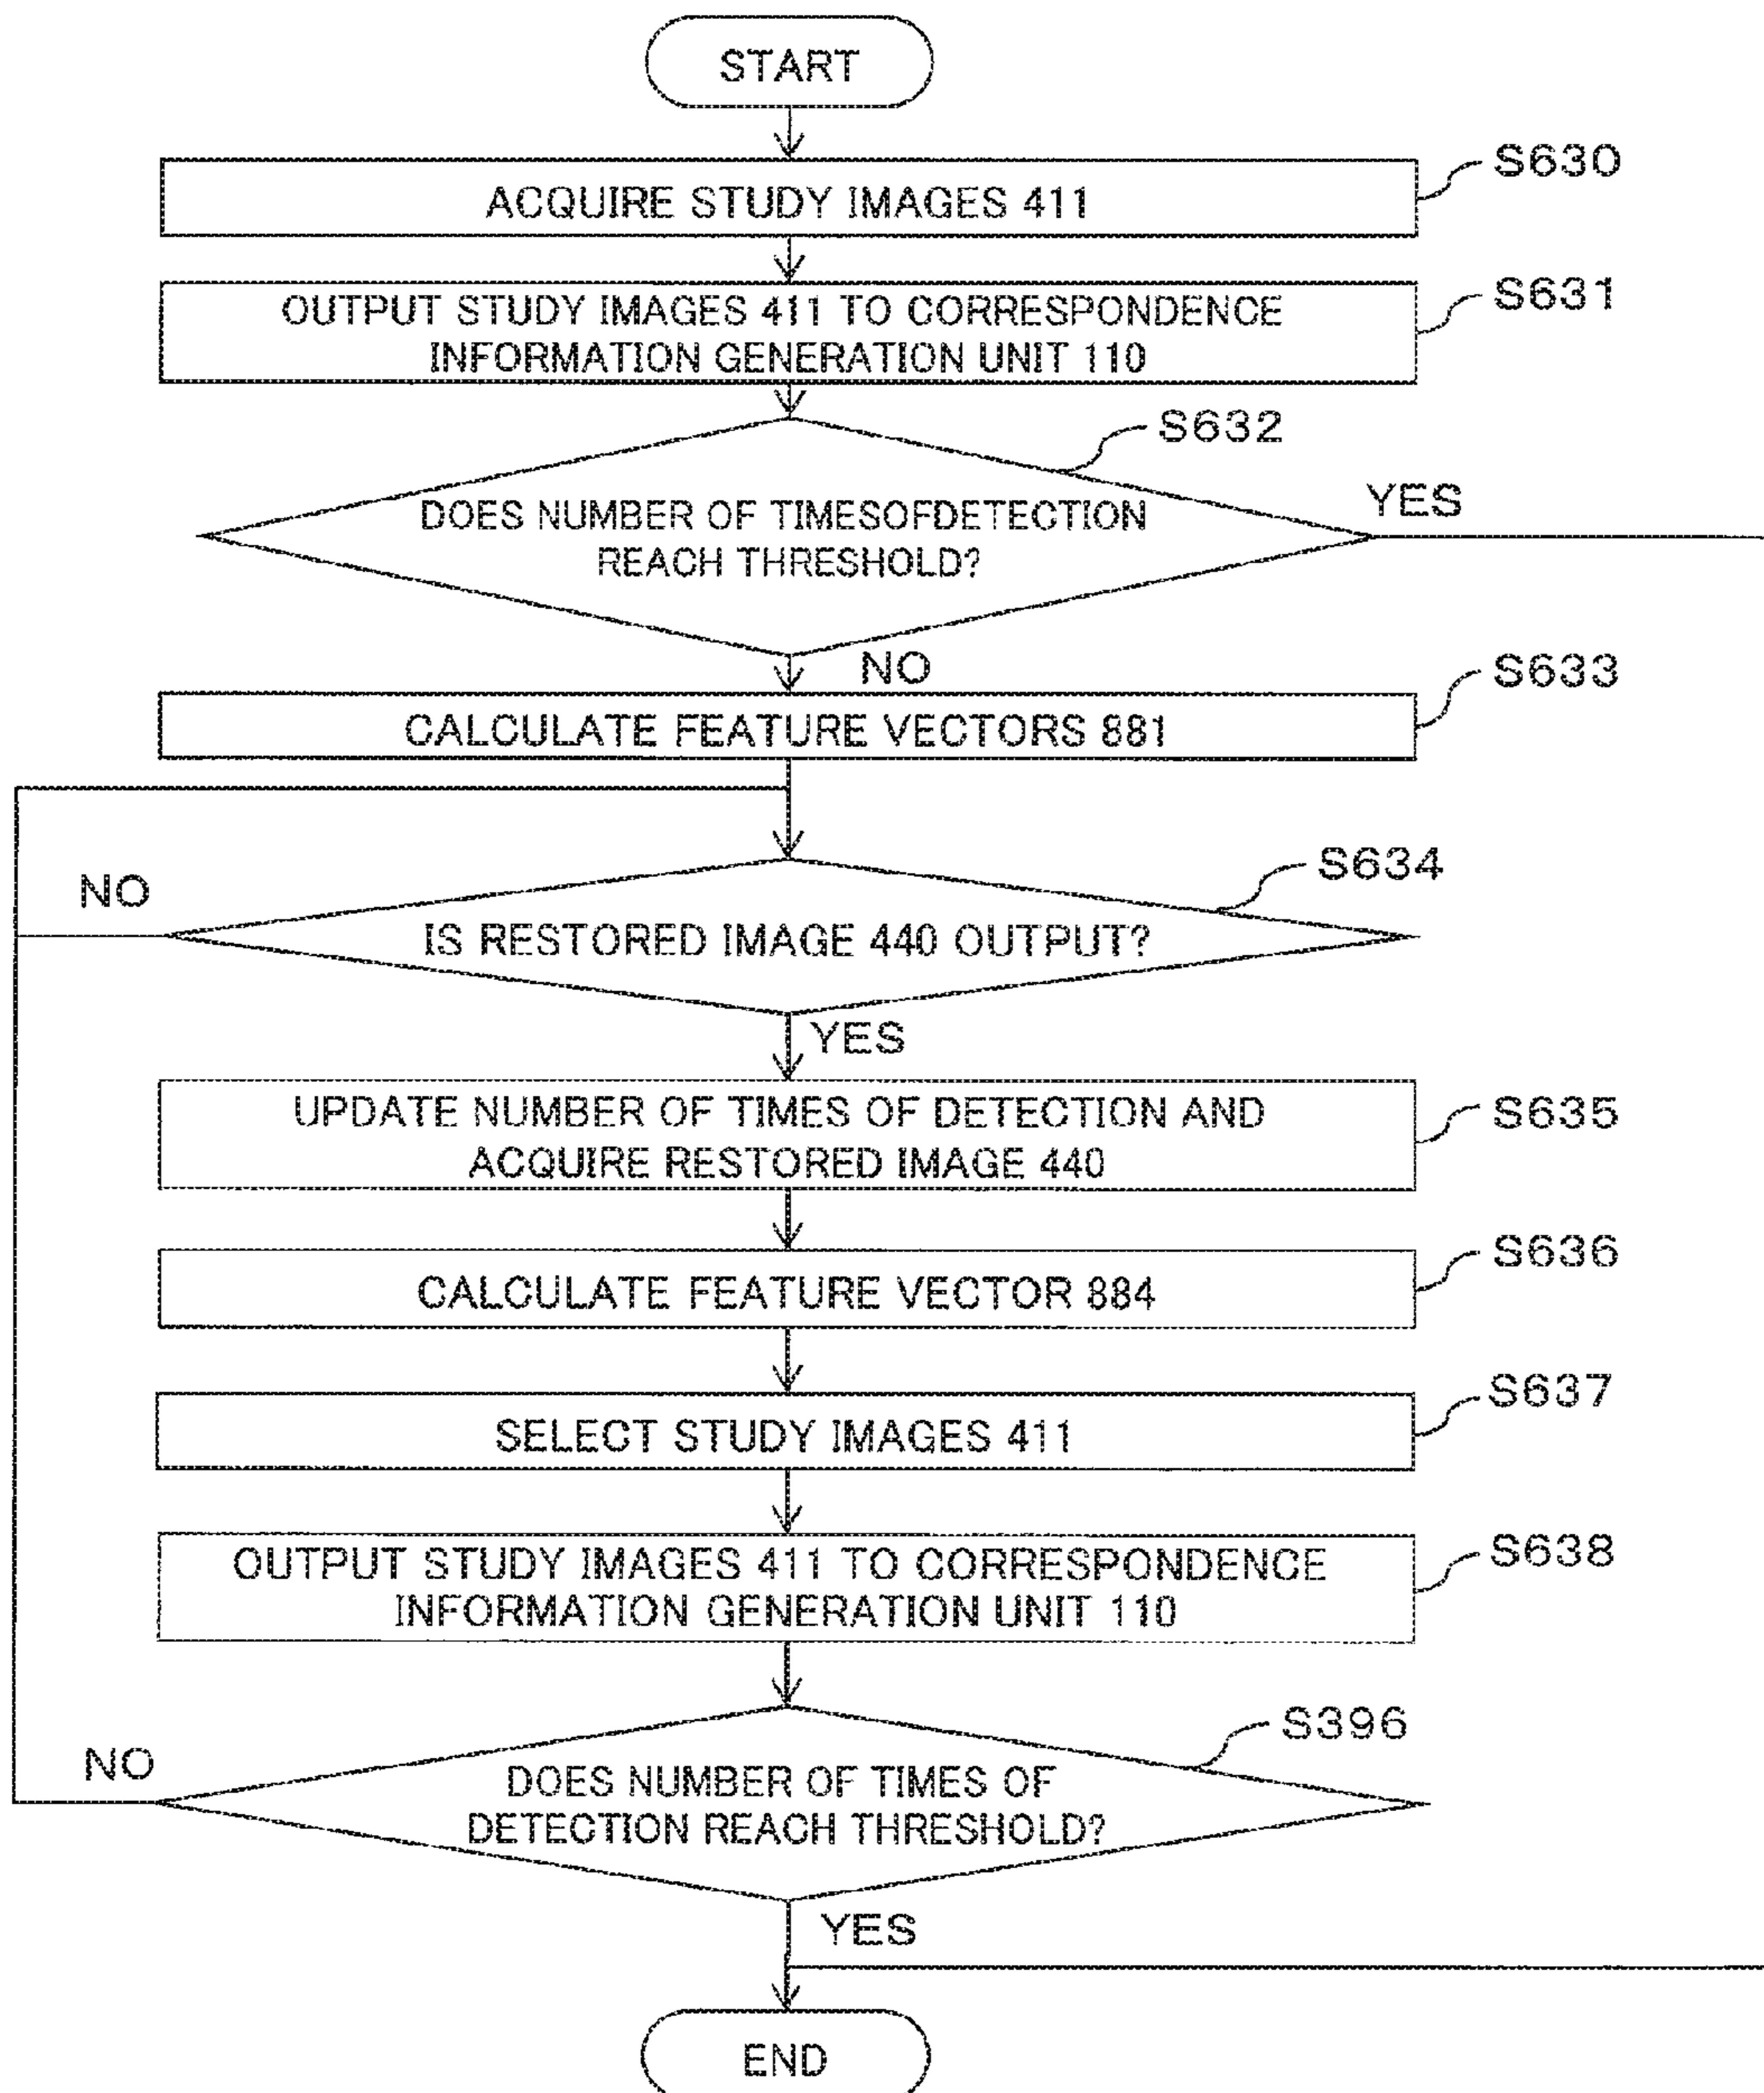 START
ACQUIRE STUDY IMAGES 411
S630
OUTPUT STUDY IMAGES 411 TO CORRESPONDENCE
INFORMATION GENERATION UNIT 110
S631
S632
DOES NUMBER OF TIMESOFDETECTION
REACH THRESHOLD?
YES
NO
S633
CALCULATE FEATURE VECTORS 881
S634
NO
IS RESTORED IMAGE 440 OUTPUT?
YES
UPDATE NUMBER OF TIMES OF DETECTION AND
ACQUIRE RESTORED IMAGE 440
S635
S636
CALCULATE FEATURE VECTOR 884
S637
SELECT STUDY IMAGES 411
OUTPUT STUDY IMAGES 411 TO CORRESPONDENCE
INFORMATION GENERATION UNIT 110
S638
S396
NO
DOES NUMBER OF TIMES OF
DETECTION REACH THRESHOLD?
YES
END